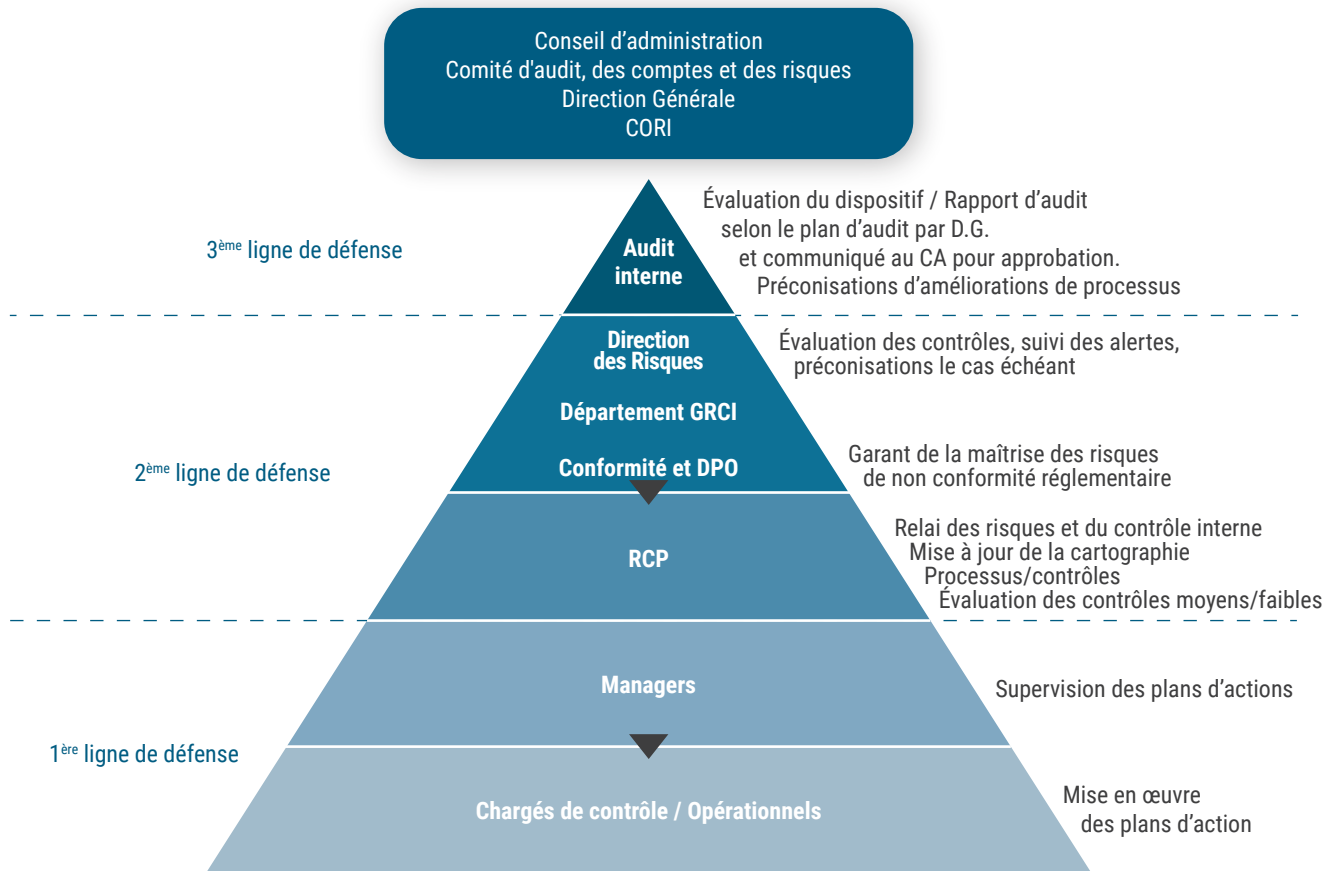 Conseil d’administration
Comité d'audit, des comptes et des risques
Direction Générale
CORI
3ème ligne de défense
Audit
interne
Évaluation du dispositif / Rapport d’audit
selon le plan d’audit par D.G.
et communiqué au CA pour approbation.
Préconisations d’améliorations de processus
2ème ligne de défense
Direction
des Risques
Évaluation des contrôles, suivi des alertes,
préconisations le cas échéant
Département GRCI
Conformité et DPO
Garant de la maîtrise des risques
de non conformité réglementaire
RCP
Relai des risques et du contrôle interne
Mise à jour de la cartographie
Processus/contrôles
Évaluation des contrôles moyens/faibles
1ère ligne de défense
Managers
Supervision des plans d’actions
Chargés de contrôle / Opérationnels
Mise en œuvre
des plans d’action